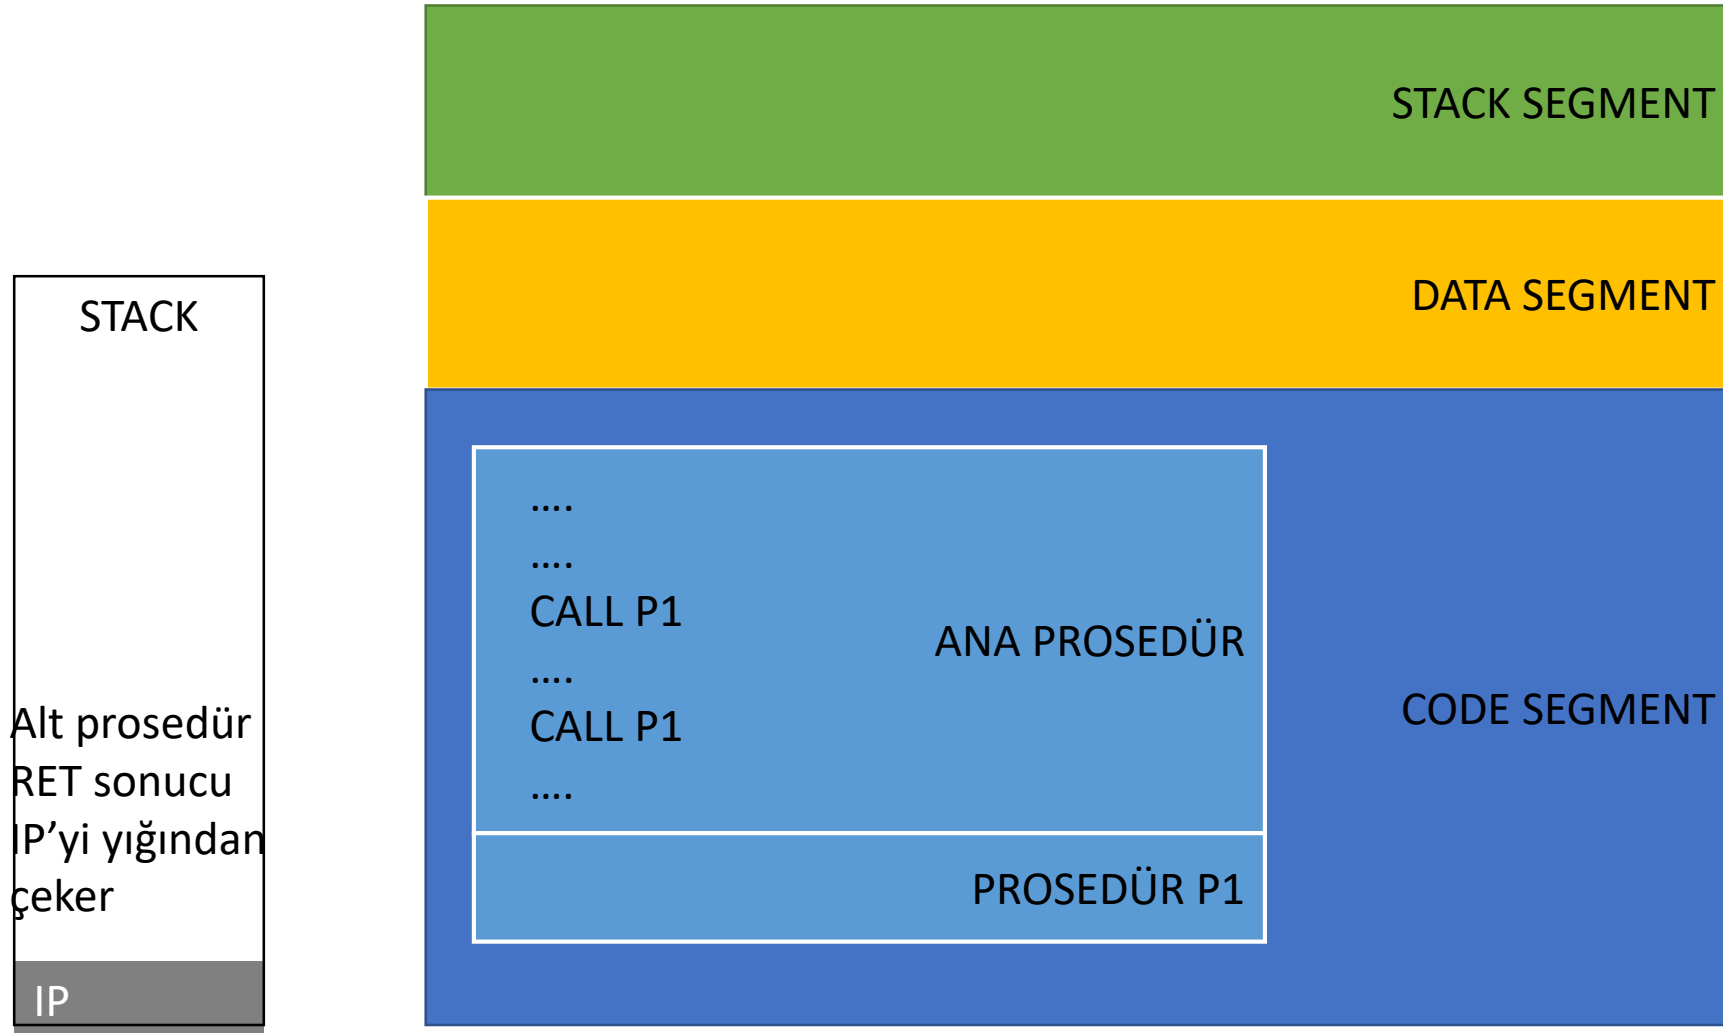 STACK SEGMENT
DATA SEGMENT
STACK
Alt prosedür
RET sonucu
IP’yi yığından
çeker
IP
….
….
CALL P1
….
CALL P1
….
ANA PROSEDÜR
PROSEDÜR P1
CODE SEGMENT